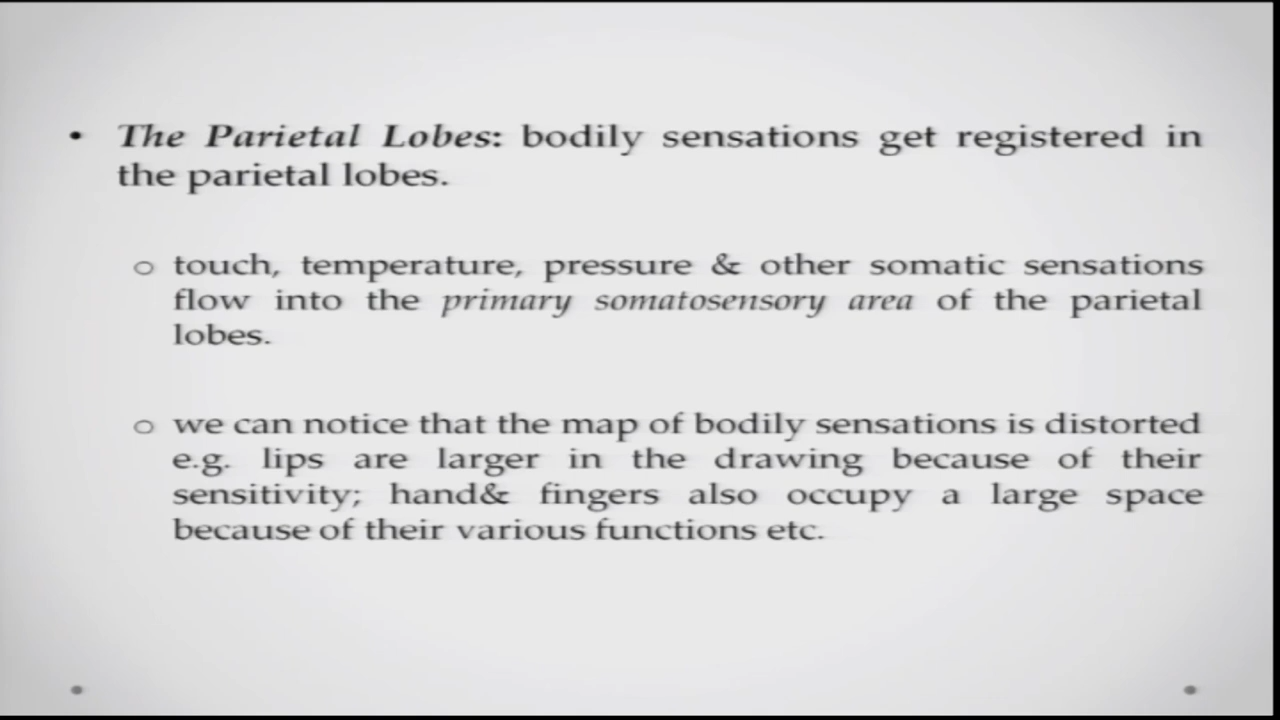 • The Parietal Lobes: bodily sensations get registered in
the parietal lobes.
o touch, temperature, pressure & other somatic sensations
flow into the primary somatosensory area of the parietal
lobes.
o we can notice that the map of bodily sensations is distorted
e.g. lips are larger in the drawing because of their
sensitivity; hand& fingers also occupy a large space
because of their various functions etc.